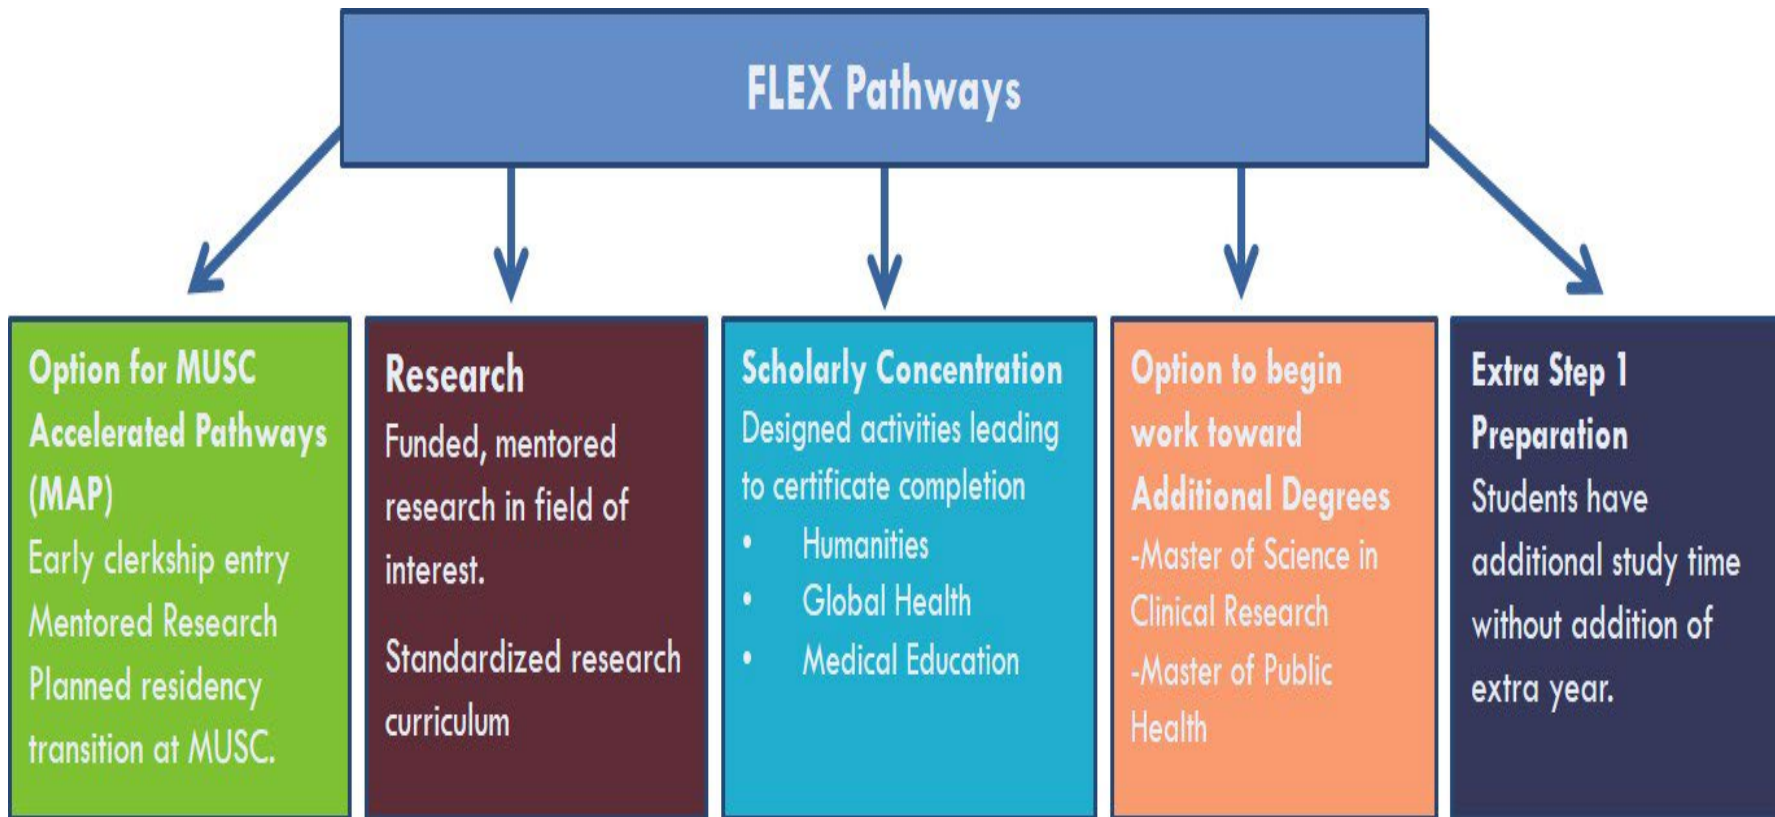 FLEX Pathways
Option for MUSC
Accelerated Pathways
(MAP)
Early clerkship entry
Mentored Research
Planned residency
transition at MUSC.
Research
Funded, mentored
research in field of
interest.
Standardized research
curriculum
Scholarly Concentration
Designed activities leading
to certificate completion
• Humanities
• Global Health
• Medical Education
Option to begin
work toward
Additional Degrees
-Master of Science in
Clinical Research
-Master of Public
Health
Extra Step 1
Preparation
Students have
additional study time
without addition of
extra year.